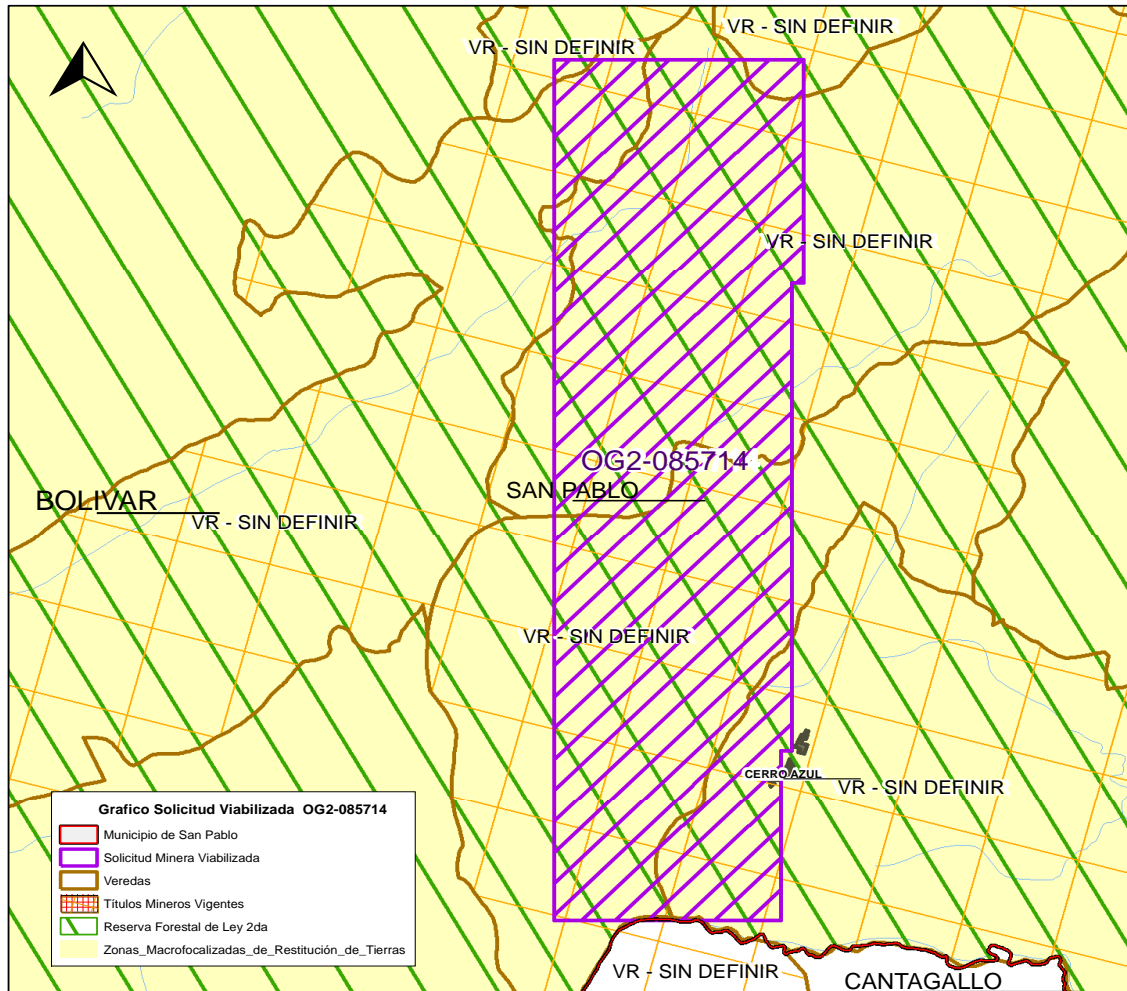 VR - SIN DEFINIR
VR - SIN DEFINIR
VR - SIN DEFINIR
OG2-085714
SAN PABLO
BOLIVAR
VR - SIN DEFINIR
VR - SIN DEFINIR
CERRO AZUL
VR - SIN DEFINIR
Grafico Solicitud Viabilizada OG2-085714
Municipio de San Pablo
Solicitud Minera Viabilizada
Veredas
Títulos Mineros Vigentes
Reserva Forestal de Ley 2da
Zonas_Macrofocalizadas_de_Restitución_de_Tierras
VR - SIN DEFINIR
CANTAGALLO